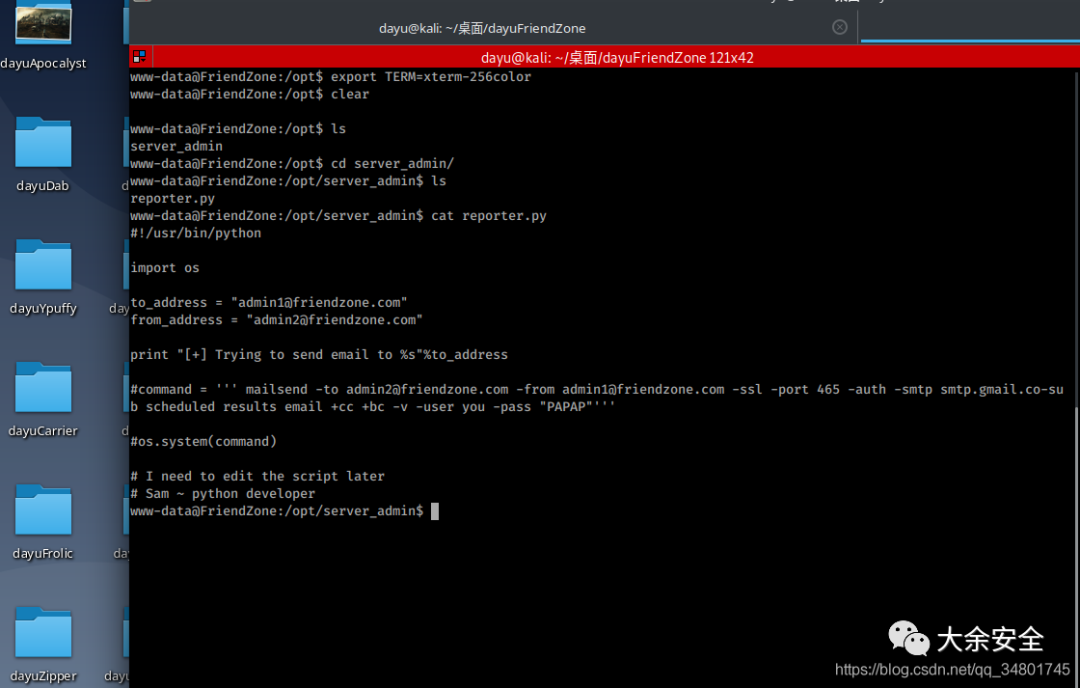 dayu@kali: ~/桌面/dayuFriendZone
dayu@kali: ~/桌面/dayuFriendZone 121x42
www-data@FriendZone:/opt$ export TERM=xterm-256color
www-data@FriendZone:/opt$ clear
www-data@FriendZone:/opt$ ls
server_admin
www-data@FriendZone:/opt$ cd server_admin/
www-data@FriendZone:/opt/server_admin$ ls
reporter.py
www-data@FriendZone:/opt/server_admin$ cat reporter.py
#!/usr/bin/python
import os
to_address = "admin1@friendzone.com"
from_address = "admin2@friendzone.com"
print "[+] Trying to send email to %s"%to_address
#command = ''' mailsend -to admin2@friendzone.com -from admin1@friendzone.com -ssl -port 465 -auth -smtp smtp.gmail.co-su
b scheduled results email +cc +bc -v -user you -pass "PAPAP"'''
#os.system(command)
# I need to edit the script later
# Sam ~ python developer
www-data@FriendZone:/opt/server_admin$
dayuApocalyst
dayuDab
dayuYpuffy
dayuCarrier
dayuFrolic
dayuZipper
大余安全
https://blog.csdn.net/qq_34801745